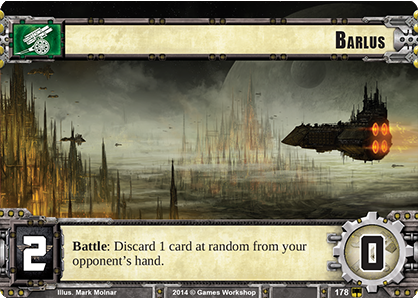 BARLUS
2
Battle: Discard 1 card at random from your
opponent's hand.
0
Illus. Mark Molnar
2014 © Games Workshop
178